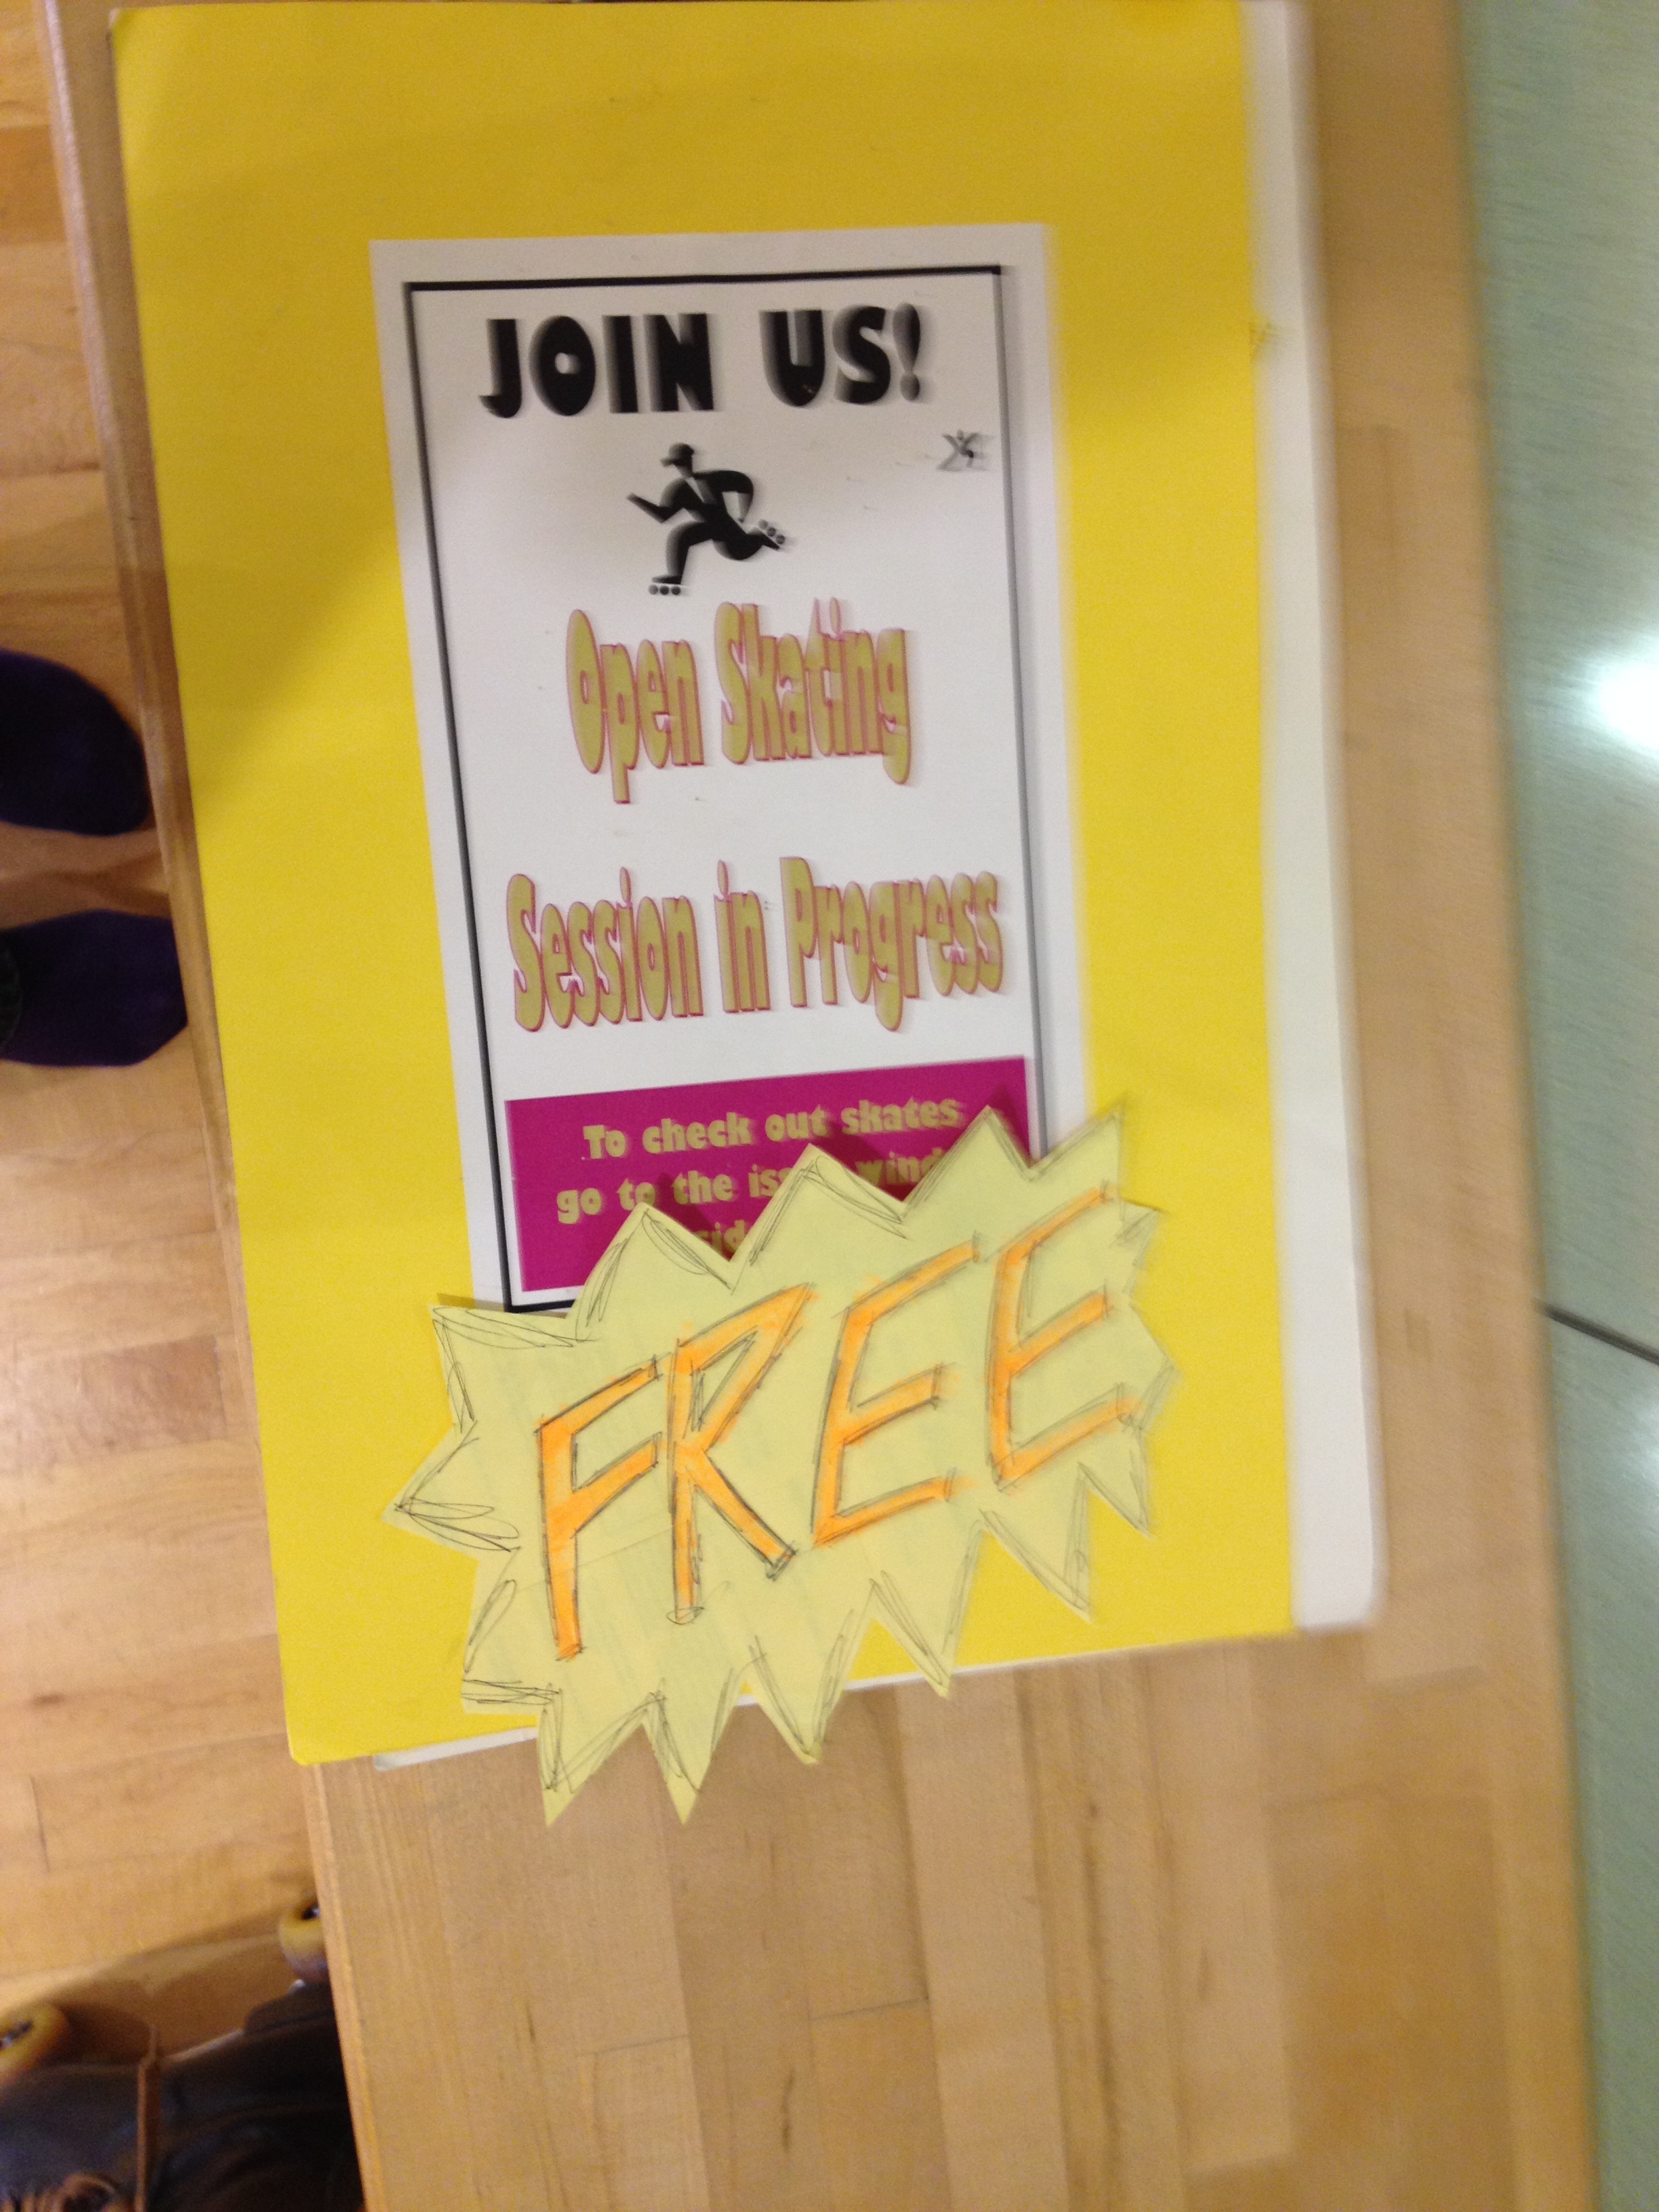 JOIN US!
Open Skating
Session in Progress
To check out skates
go to the
FREE